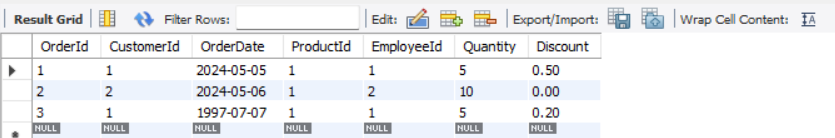 Result Grid Filter Rows: Edit: Export/Import: Wrap Cell Content: IA
OrderId CustomerId OrderDate ProductId EmployeeId Quantity Discount
1 1 2024-05-05 1 1 5 0.50
2 2 2024-05-06 1 2 10 0.00
3 1 1997-07-07 1 1 5 0.20
NULL NULL NULL NULL NULL NULL NULL